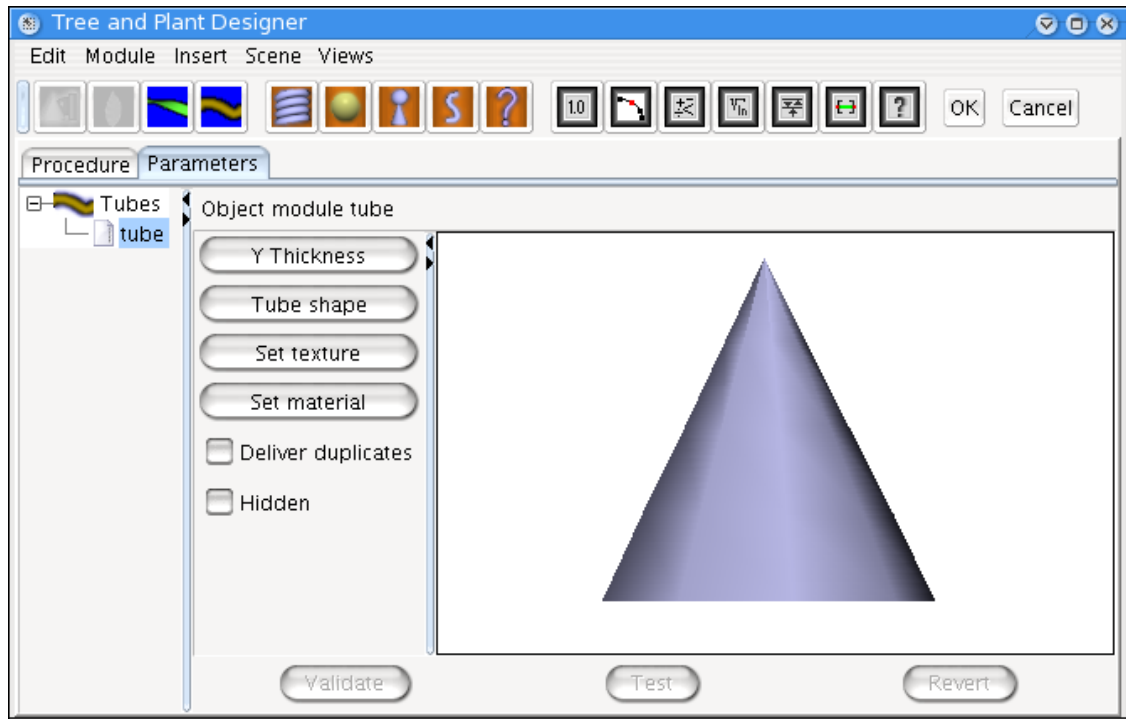 Tree and Plant Designer
Edit Module Insert Scene Views
1.0 ? OK Cancel
Procedure Parameters
Tubes
tube
Object module tube
Y Thickness
Tube shape
Set texture
Set material
Deliver duplicates
Hidden
Validate Test Revert